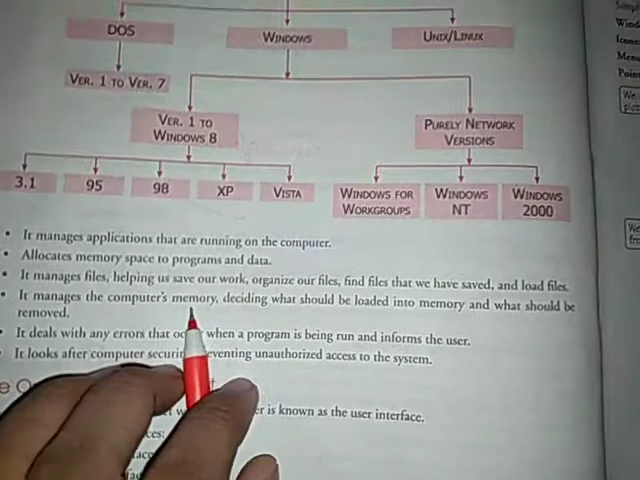 DOS
WINDOWS
UNIX/LINUX
VER. 1 TO VER. 7
VER. 1 TO
WINDOWS 8
PURELY NETWORK
VERSIONS
3.1
95
98
XP
VISTA
WINDOWS FOR
WORKGROUPS
WINDOWS
NT
WINDOWS
2000
• It manages applications that are running on the computer.
• Allocates memory space to programs and data.
• It manages files, helping us save our work, organize our files, find files that we have saved, and load files.
• It manages the computer's memory, deciding what should be loaded into memory and what should be
removed.
• It deals with any errors that when a program is being run and informs the user.
• It looks after computer unauthorized access to the system.
is known as the user interface.
We
We